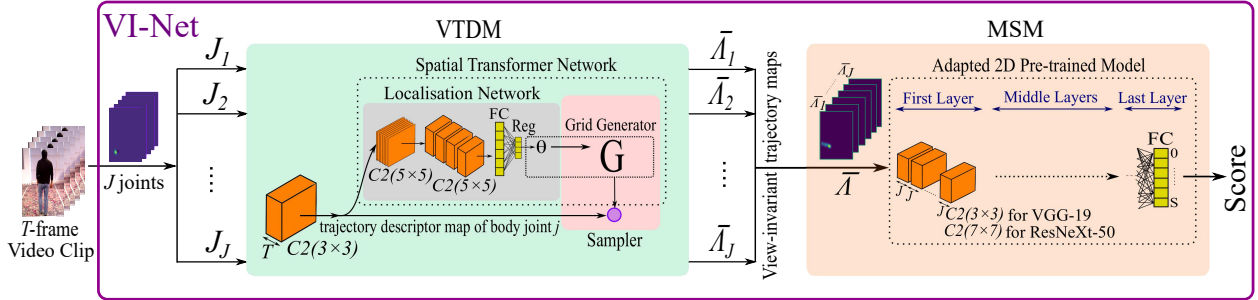 VI-Net
T-frame
Video Clip
J joints
J1
J2
⋮
JJ
VTDM
Spatial Transformer Network
Localisation Network
C2(5×5)
C2(5×5)
FC
Reg
θ
Grid Generator
G
T
C2(3×3)
trajectory descriptor map of body joint j
Sampler
Λ̄1
Λ̄2
⋮
Λ̄J
View-invariant trajectory maps
MSM
Λ̄1
Λ̄J
Λ̄
Adapted 2D Pre-trained Model
First Layer
Middle Layers
Last Layer
J
J
J
C2(3×3) for VGG-19
C2(7×7) for ResNeXt-50
FC
0
S
Score